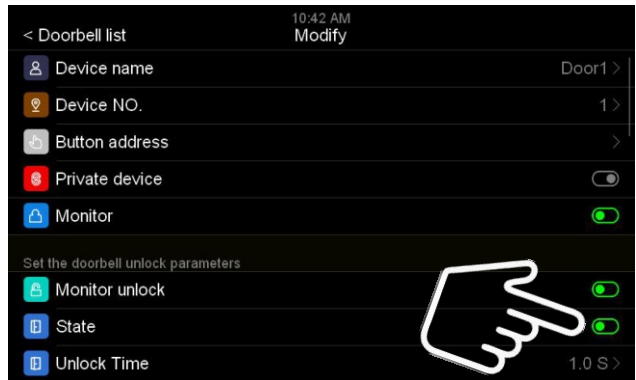 10:42 AM
< Doorbell list Modify
Device name Door1 >
Device NO. 1 >
Button address >
Private device
Monitor
Set the doorbell unlock parameters
Monitor unlock
State
Unlock Time 1.0 S >